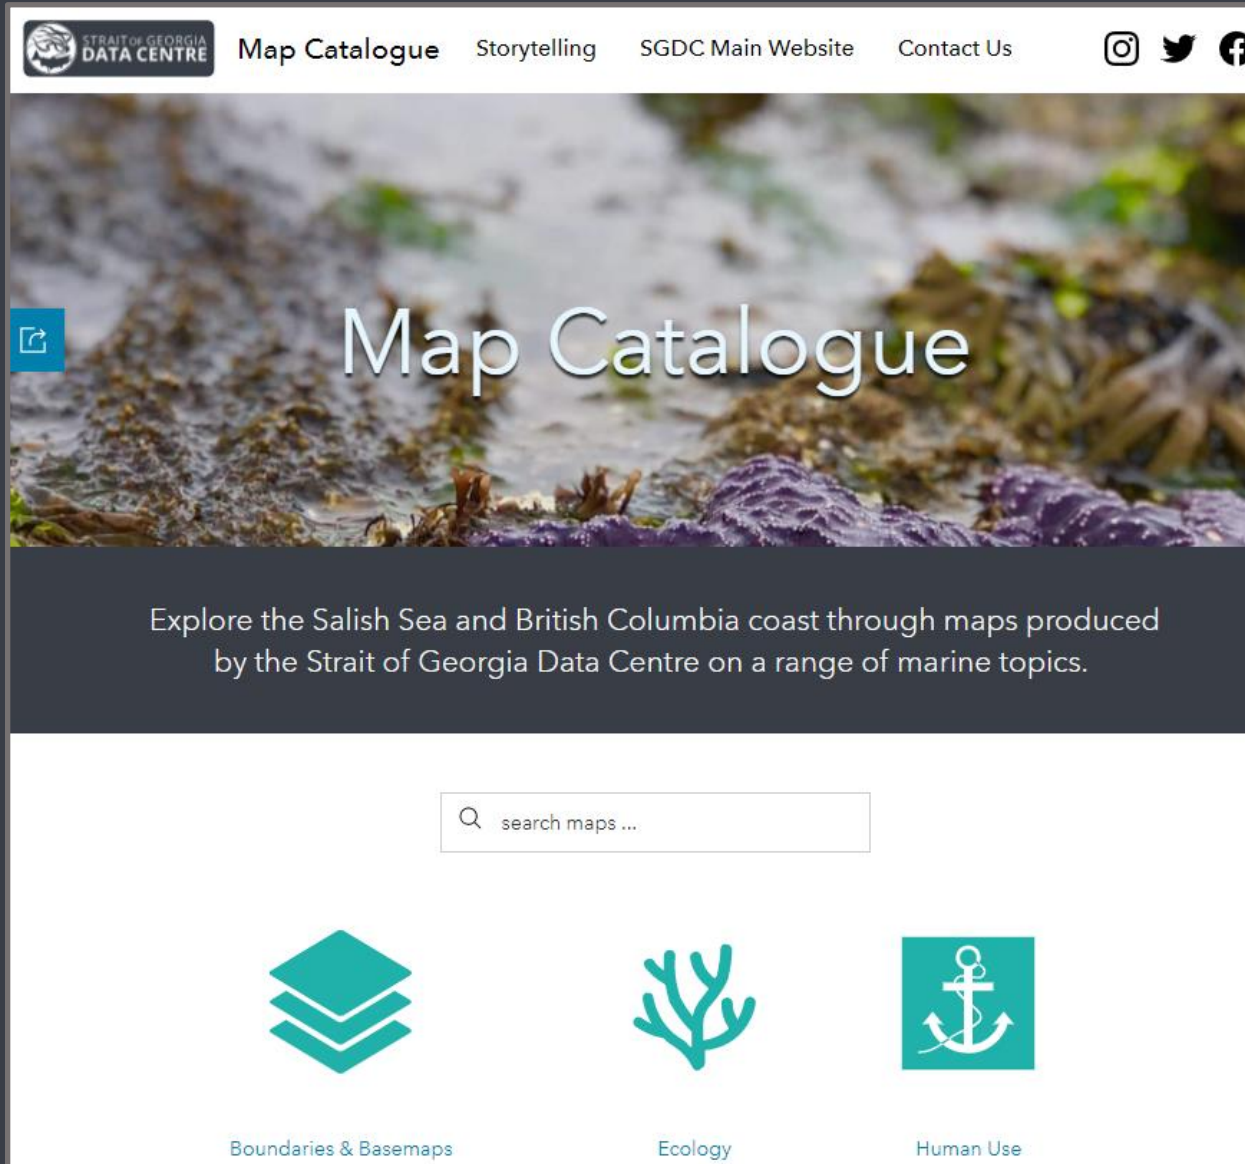 STRAIT OF GEORGIA
DATA CENTRE
Map Catalogue
Storytelling
SGDC Main Website
Contact Us
Map Catalogue
Explore the Salish Sea and British Columbia coast through maps produced
by the Strait of Georgia Data Centre on a range of marine topics.
search maps ...
Boundaries & Basemaps
Ecology
Human Use